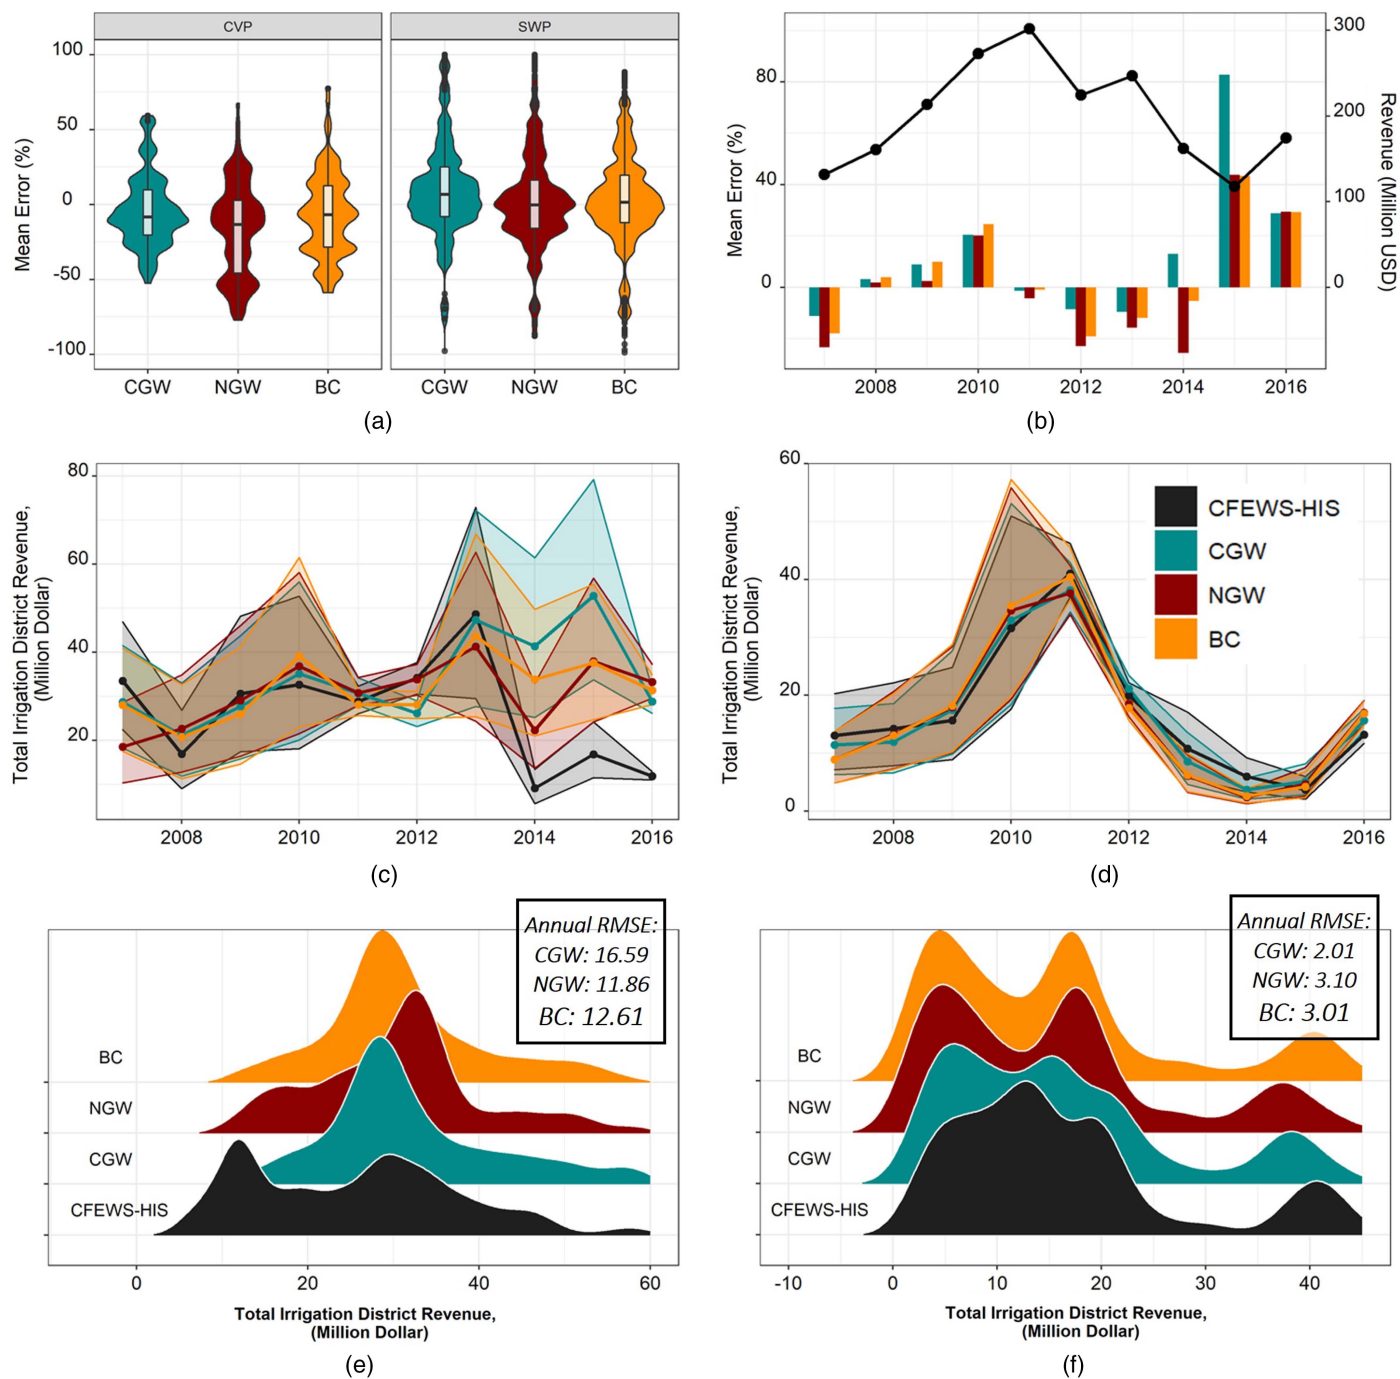 CVP
SWP
100
50
0
-50
-100
Mean Error (%)
CGW
NGW
BC
CGW
NGW
BC
(a)
80
40
0
Mean Error (%)
300
200
100
0
Revenue (Million USD)
2008
2010
2012
2014
2016
(b)
80
60
40
20
Total Irrigation District Revenue,
(Million Dollar)
2008
2010
2012
2014
2016
(c)
60
40
20
0
Total Irrigation District Revenue,
(Million Dollar)
CFEWS-HIS
CGW
NGW
BC
2008
2010
2012
2014
2016
(d)
Annual RMSE:
CGW: 16.59
NGW: 11.86
BC: 12.61
BC
NGW
CGW
CFEWS-HIS
0
20
40
60
Total Irrigation District Revenue,
(Million Dollar)
(e)
Annual RMSE:
CGW: 2.01
NGW: 3.10
BC: 3.01
BC
NGW
CGW
CFEWS-HIS
-10
0
10
20
30
40
Total Irrigation District Revenue,
(Million Dollar)
(f)